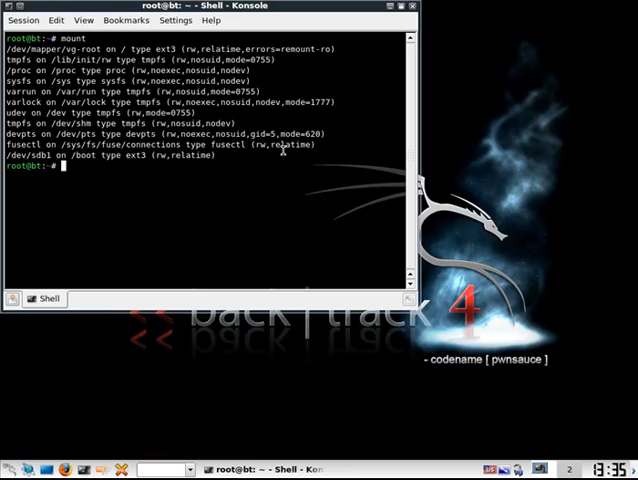 root@bt: ~ - Shell - Konsole
Session Edit View Bookmarks Settings Help
root@bt:~# mount
/dev/mapper/vg-root on / type ext3 (rw,relatime,errors=remount-ro)
tmpfs on /lib/init/rw type tmpfs (rw,nosuid,mode=0755)
/proc on /proc type proc (rw,noexec,nosuid,nodev)
sysfs on /sys type sysfs (rw,noexec,nosuid,nodev)
varrun on /var/run type tmpfs (rw,nosuid,mode=0755)
varlock on /var/lock type tmpfs (rw,noexec,nosuid,nodev,mode=1777)
udev on /dev type tmpfs (rw,mode=0755)
tmpfs on /dev/shm type tmpfs (rw,nosuid,nodev)
devpts on /dev/pts type devpts (rw,noexec,nosuid,gid=5,mode=620)
fusectl on /sys/fs/fuse/connections type fusectl (rw,relatime)
/dev/sdb1 on /boot type ext3 (rw,relatime)
root@bt:~#
Shell
<< back|track 4
- codename [ pwnsauce ]
root@bt: ~ - Shell - Kon
US
2
13:35